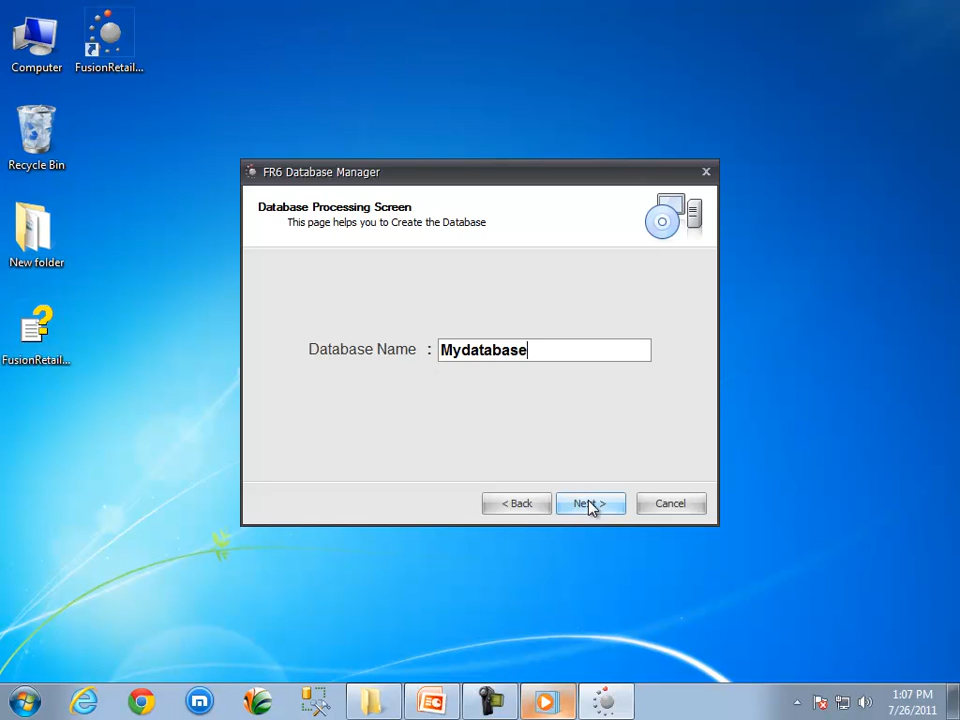 Computer
FusionRetail...
Recycle Bin
New folder
FusionRetail...
FR6 Database Manager
Database Processing Screen
This page helps you to Create the Database
Database Name :
Mydatabase
< Back
Next >
Cancel
1:07 PM
7/26/2011